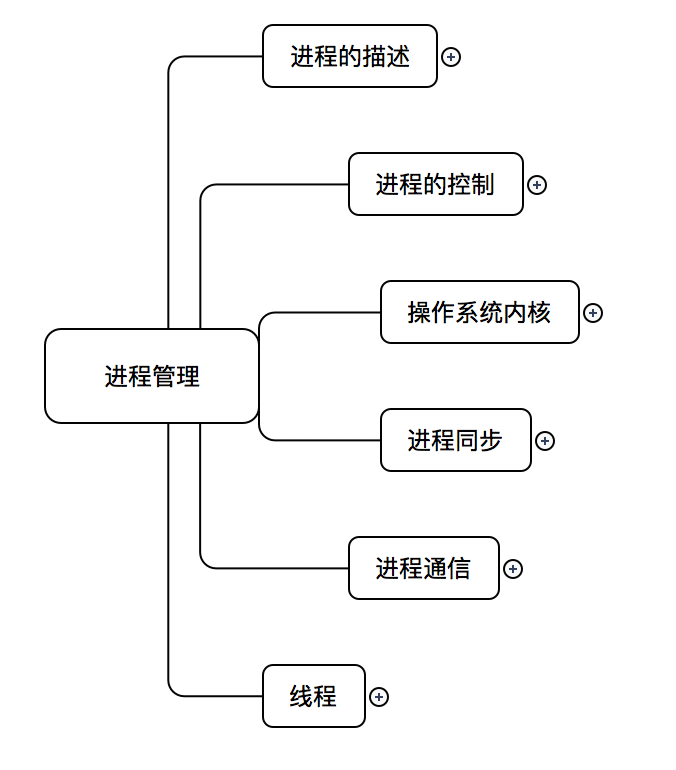 进程的描述
进程的控制
操作系统内核
进程管理
进程同步
进程通信
线程